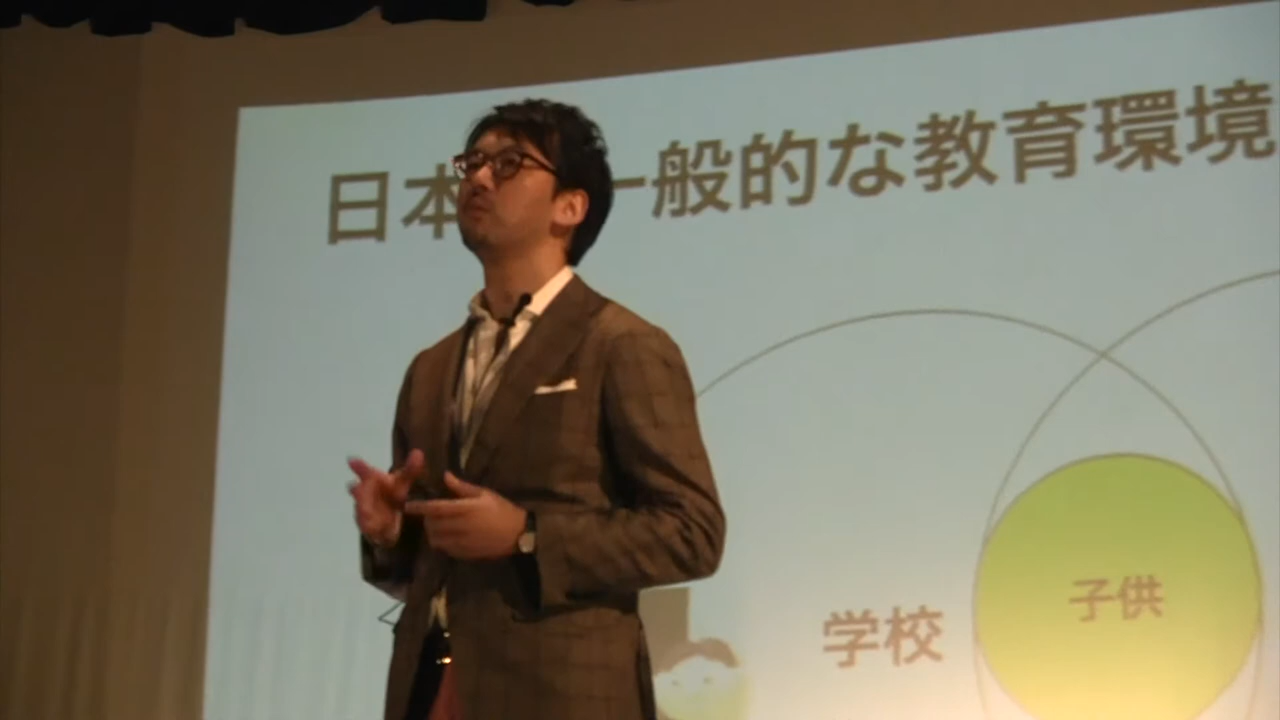 日本 一般的な教育環境
学校
子供